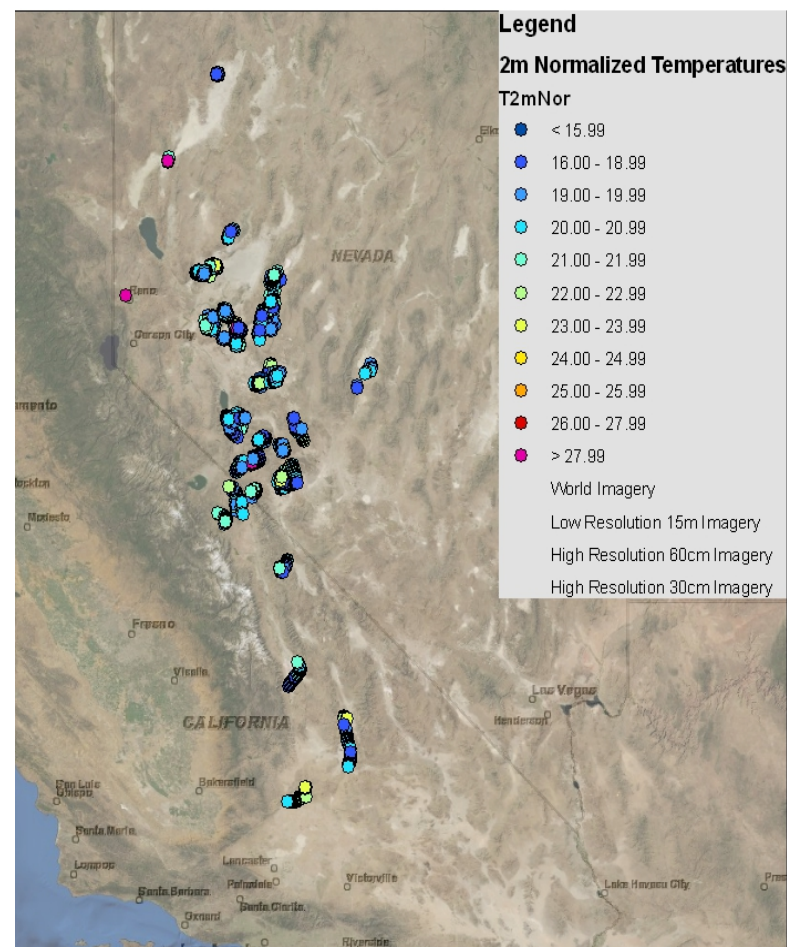 Legend
2m Normalized Temperatures
T2mNor
< 15.99
16.00 - 18.99
19.00 - 19.99
20.00 - 20.99
21.00 - 21.99
22.00 - 22.99
23.00 - 23.99
24.00 - 24.99
25.00 - 25.99
26.00 - 27.99
> 27.99
World Imagery
Low Resolution 15m Imagery
High Resolution 60cm Imagery
High Resolution 30cm Imagery
NEVADA
Reno
Carson City
Modesto
Fresno
Visalia
Las Vegas
Henderson
CALIFORNIA
Bakersfield
San Luis
Obispo
Santa Maria
Lompoc
Lancaster
Palmdale
Victorville
Lake Havasu City
Santa Barbara
Santa Clarita
Oxnard
Riverside